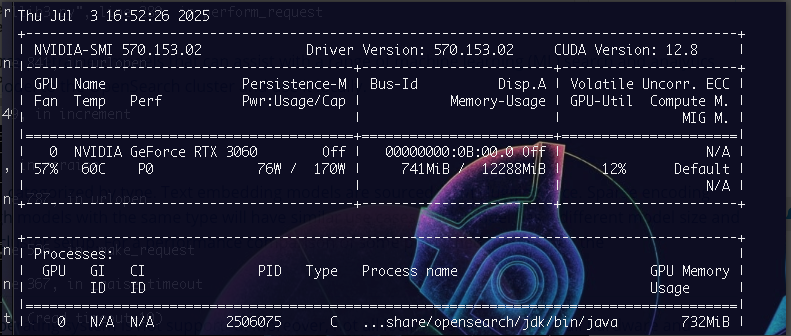 Thu Jul  3 16:52:26 2025
NVIDIA-SMI 570.153.02 Driver Version: 570.153.02 CUDA Version: 12.8
GPU Name Persistence-M | Bus-Id Disp.A | Volatile Uncorr. ECC
Fan Temp Perf Pwr:Usage/Cap | Memory-Usage | GPU-Util Compute M.
MIG M.
0 NVIDIA GeForce RTX 3060 Off | 00000000:0B:00.0 Off | N/A
57% 60C P0 76W / 170W | 741MiB / 12288MiB | 12% Default
N/A
Processes:
GPU GI CI PID Type Process name GPU Memory
ID ID Usage
0 N/A N/A 2506075 C ...share/opensearch/jdk/bin/java 732MiB